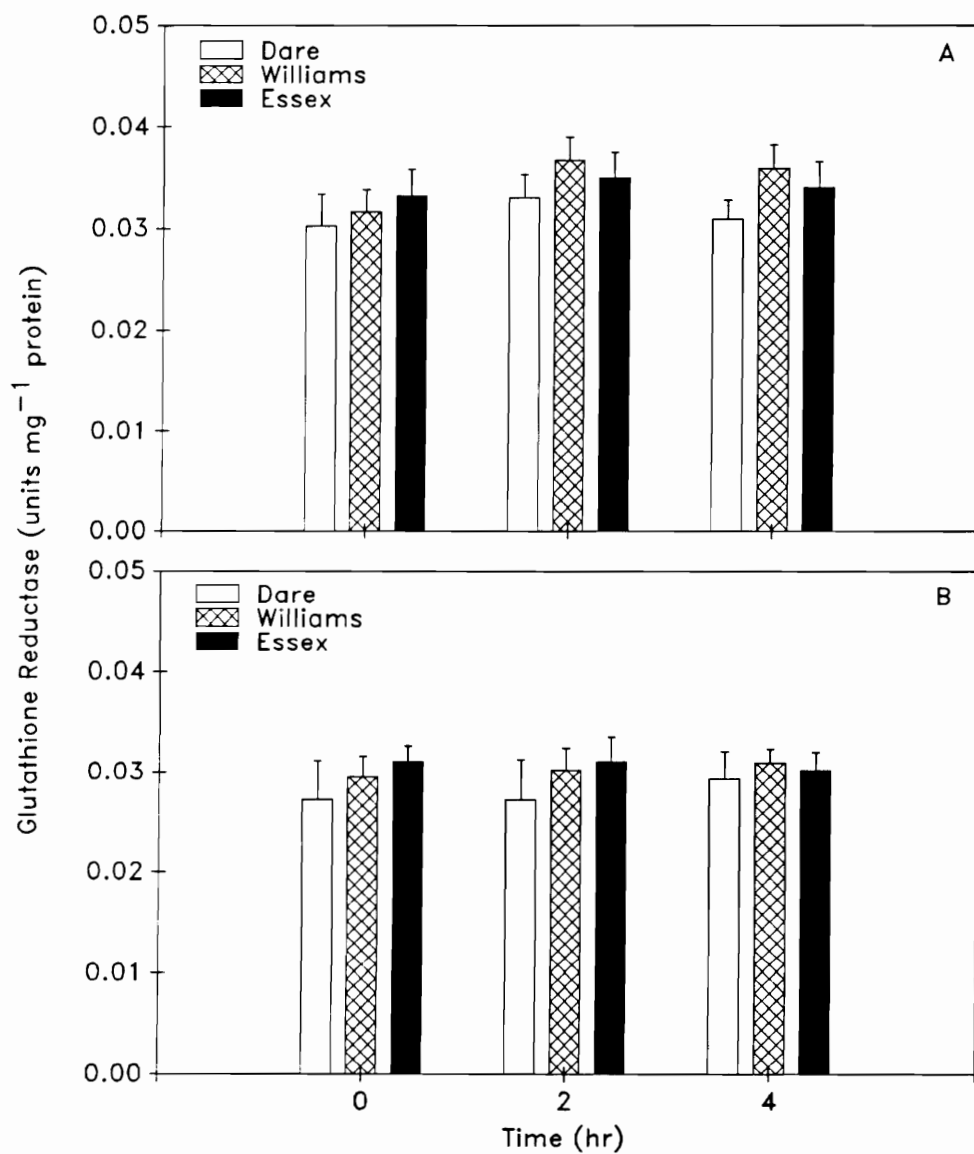 Glutathione Reductase (units mg⁻¹ protein)
0.05
0.04
0.03
0.02
0.01
0.00
Dare
Williams
Essex
A
0.05
0.04
0.03
0.02
0.01
0.00
Dare
Williams
Essex
B
0 2 4
Time (hr)